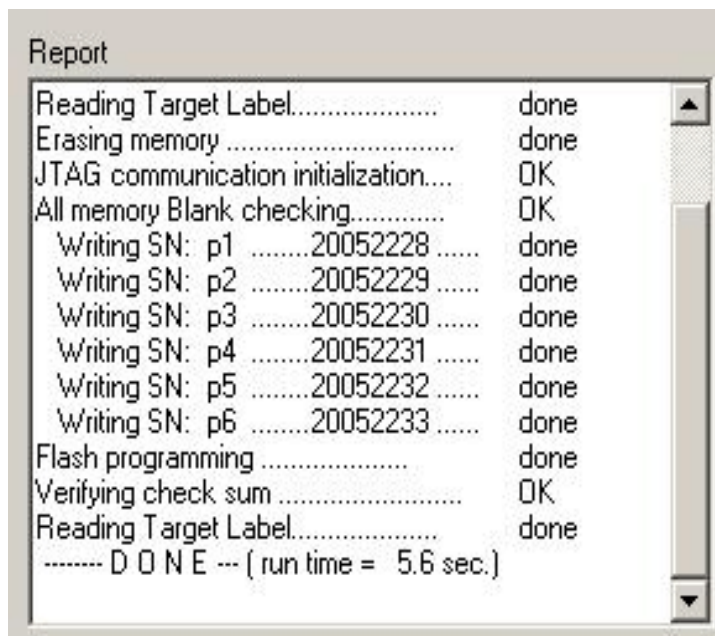 Report
Reading Target Label.................... done
Erasing memory ................................ done
JTAG communication initialization.... OK
All memory Blank checking............. OK
Writing SN: p1 ........20052228 ...... done
Writing SN: p2 ........20052229 ...... done
Writing SN: p3 ........20052230 ...... done
Writing SN: p4 ........20052231 ...... done
Writing SN: p5 ........20052232 ...... done
Writing SN: p6 ........20052233 ...... done
Flash programming .................... done
Verifying check sum ......................... OK
Reading Target Label.................... done
-------- D O N E --- ( run time = 5.6 sec.)